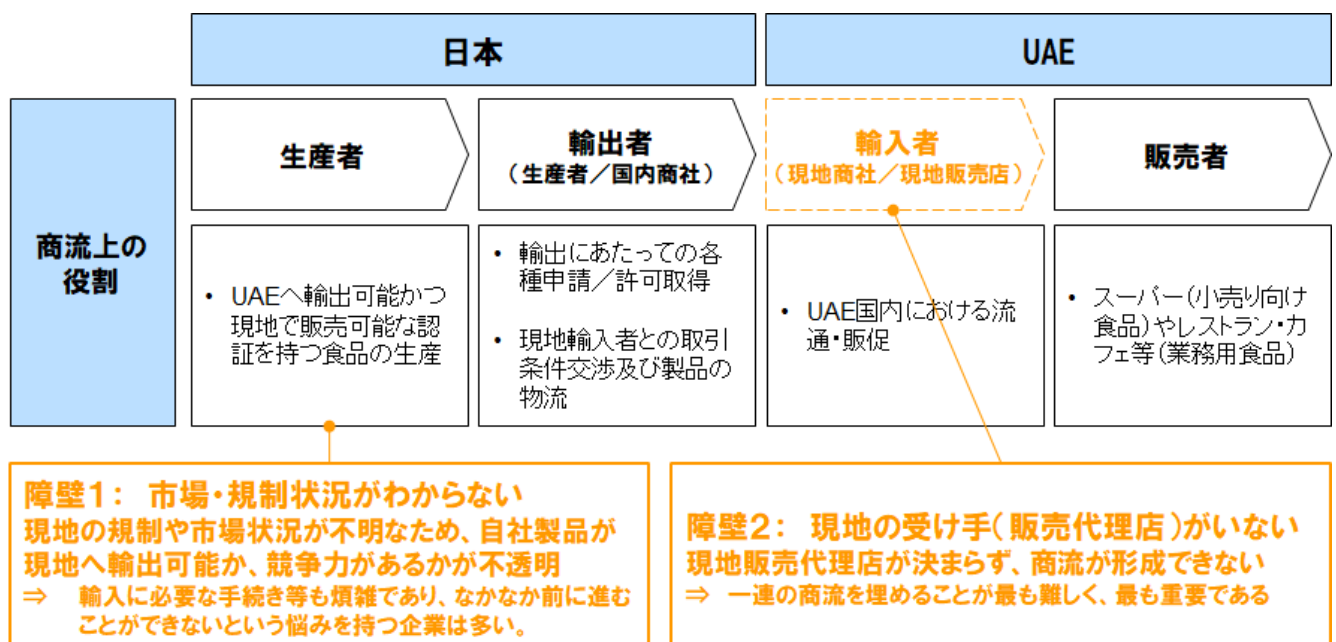 日本
UAE
生産者
輸出者
(生産者／国内商社)
輸入者
(現地商社／現地販売店)
販売者
商流上の
役割
• UAEへ輸出可能かつ
現地で販売可能な認
証を持つ食品の生産
• 輸出にあたっての各
種申請／許可取得
• 現地輸入者との取引
条件交渉及び製品の
物流
• UAE国内における流
通・販促
• スーパー(小売り向け
食品)やレストラン・カ
フェ等(業務用食品)
障壁1： 市場・規制状況がわからない
現地の規制や市場状況が不明なため、自社製品が
現地へ輸出可能か、競争力があるかが不透明
⇒ 輸入に必要な手続き等も煩雑であり、なかなか前に進む
ことができないという悩みを持つ企業は多い。
障壁2： 現地の受け手(販売代理店)がいない
現地販売代理店が決まらず、商流が形成できない
⇒ 一連の商流を埋めることが最も難しく、最も重要である